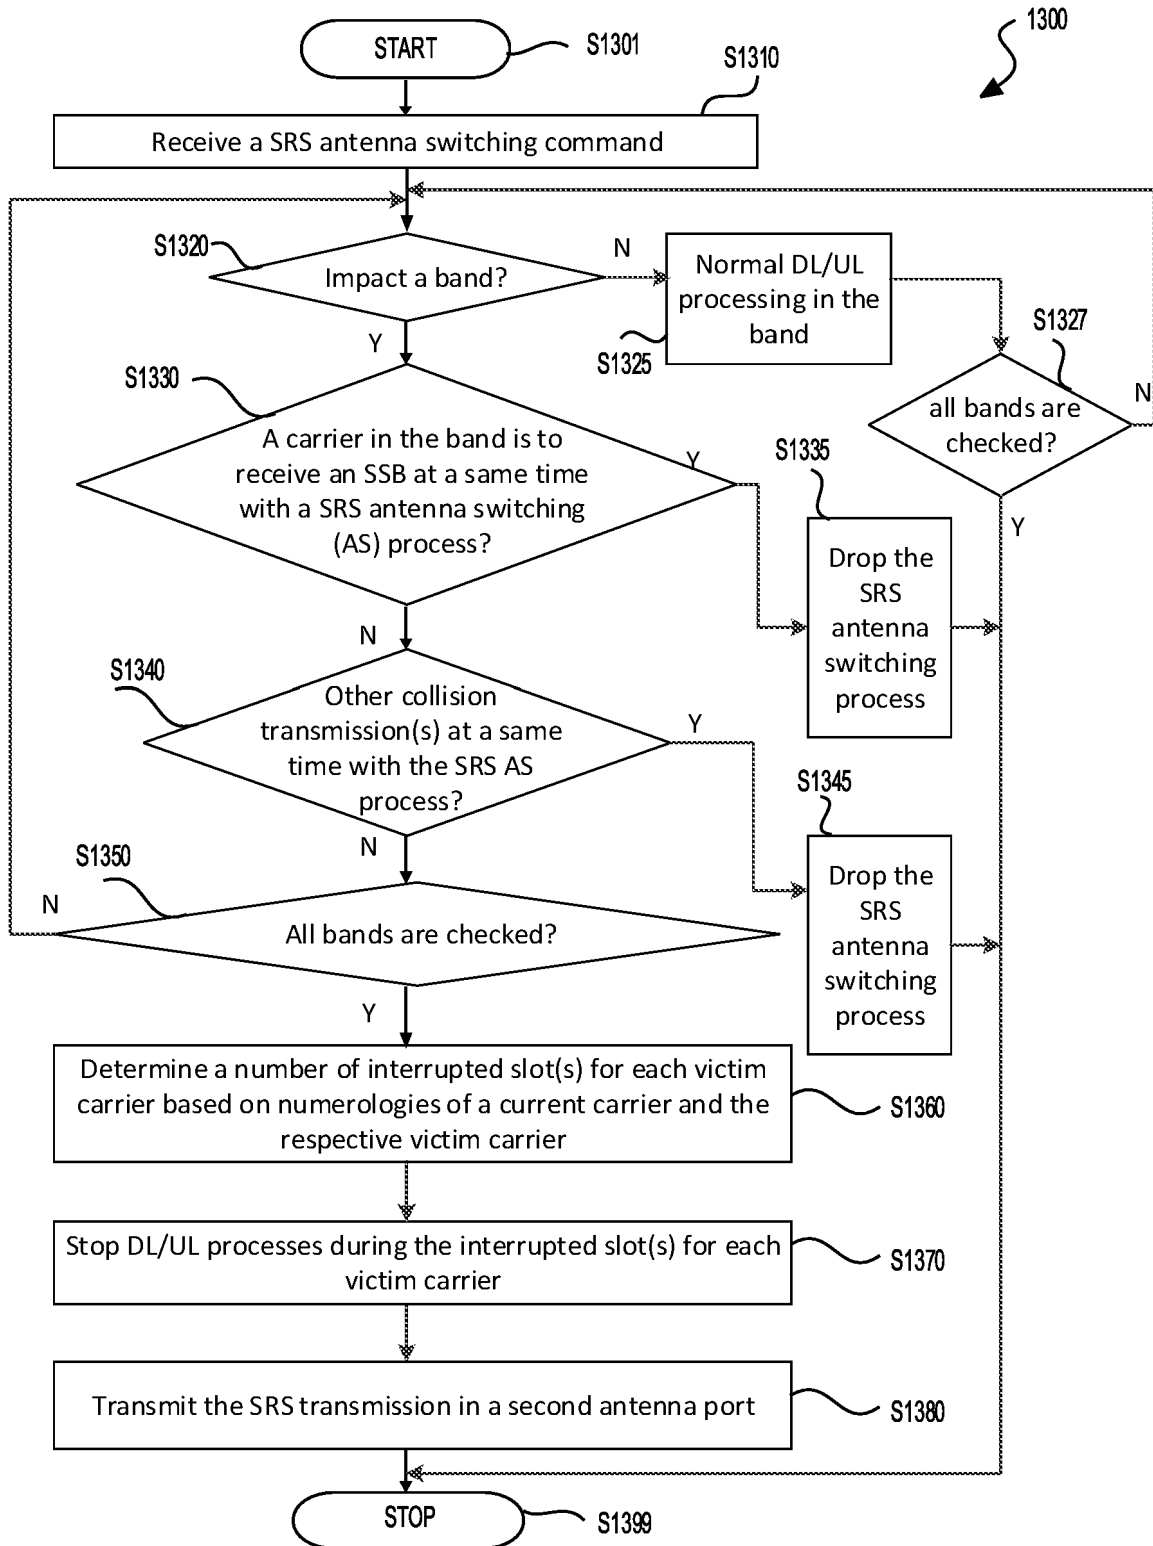 1300
START
S1301
S1310
Receive a SRS antenna switching command
S1320
Impact a band?
N
Normal DL/UL
processing in the
band
S1325
S1327
Y
S1330
all bands are
checked?
N
A carrier in the band is to
receive an SSB at a same time
with a SRS antenna switching
(AS) process?
Y
S1335
Y
Drop the
SRS
antenna
switching
process
N
S1340
Other collision
transmission(s) at a same
time with the SRS AS
process?
Y
S1345
N
Drop the
SRS
antenna
switching
process
S1350
N
All bands are checked?
Y
Determine a number of interrupted slot(s) for each victim
carrier based on numerologies of a current carrier and the
respective victim carrier
S1360
Stop DL/UL processes during the interrupted slot(s) for each
victim carrier
S1370
Transmit the SRS transmission in a second antenna port
S1380
STOP
S1399